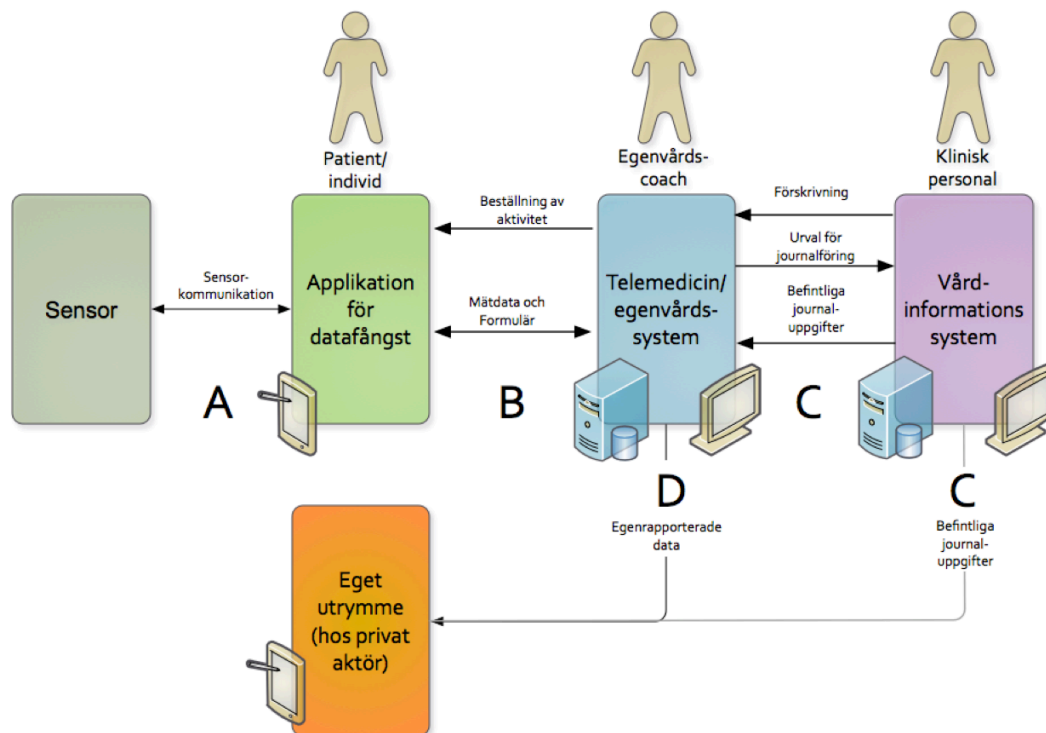 Patient/
individ
Egenvårds-
coach
Klinisk
personal
Sensor
Sensor-
kommunikation
Applikation
för
datafångst
Beställning av
aktivitet
Mätdata och
Formulär
Telemedicin/
egenvårds-
system
Förskrivning
Urval för
journalföring
Befintliga
journal-
uppgifter
Vård-
informations
system
A
B
C
D
C
Egenrapporterade
data
Befintliga
journal-
uppgifter
Eget
utrymme
(hos privat
aktör)